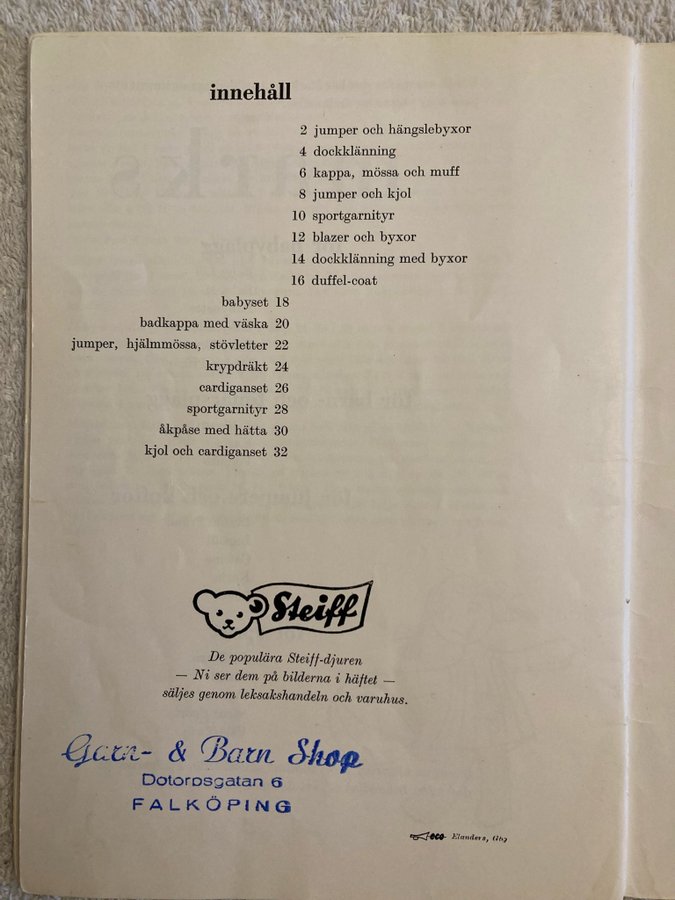 innehåll
2 jumper och hängslebyxor
4 dockklänning
6 kappa, mössa och muff
8 jumper och kjol
10 sportgarnityr
12 blazer och byxor
14 dockklänning med byxor
16 duffel-coat
babyset 18
badkappa med väska 20
jumper, hjälmmössa, stövletter 22
krypdräkt 24
cardiganset 26
sportgarnityr 28
åkpåse med hätta 30
kjol och cardiganset 32
Steiff
De populära Steiff-djuren
— Ni ser dem på bilderna i häftet —
säljes genom leksakshandeln och varuhus.
Garn- & Barn Shop
Dotorpsgatan 6
FALKÖPING
Elanders, Gbg